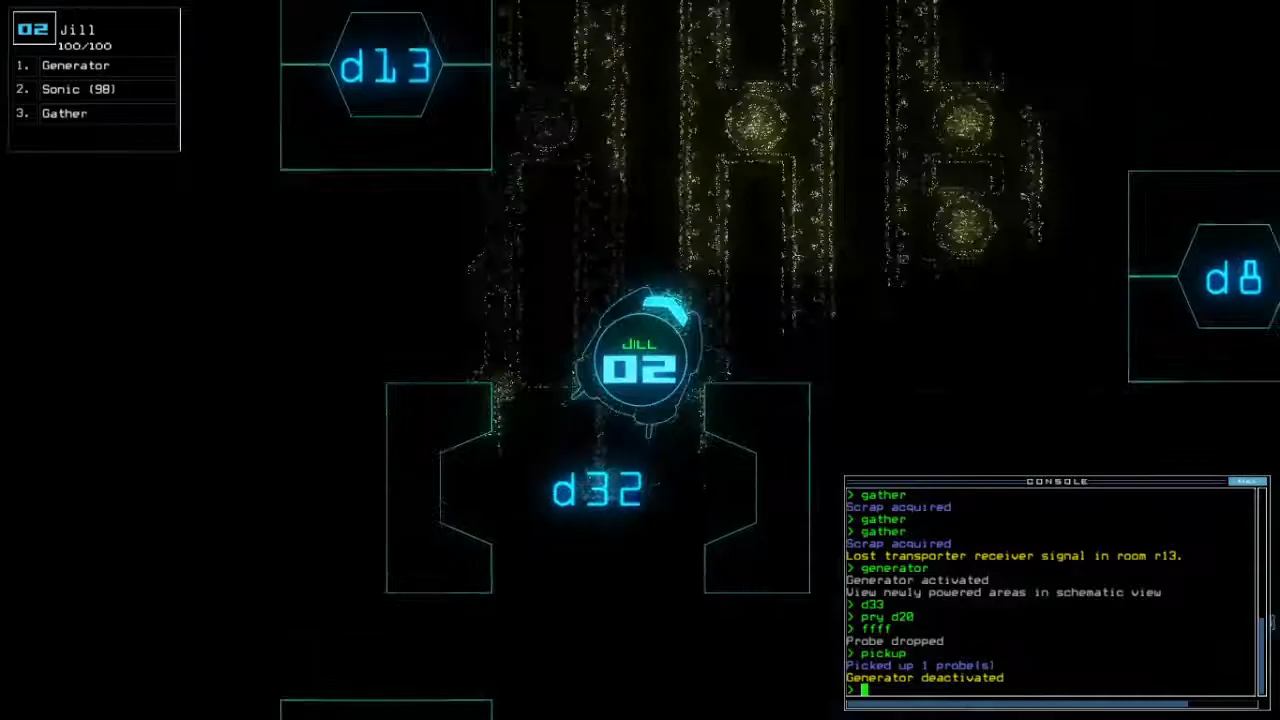 02 Jill
100/100
1. Generator
2. Sonic (98)
3. Gather
d13
d8
JILL
02
d32
CONSOLE
> gather
Scrap acquired
> gather
> gather
Scrap acquired
Lost transporter receiver signal in room r13.
> generator
Generator activated
View newly powered areas in schematic view
> d33
> pry d20
> ffff
Probe dropped
> pickup
Picked up 1 probe(s)
Generator deactivated
>